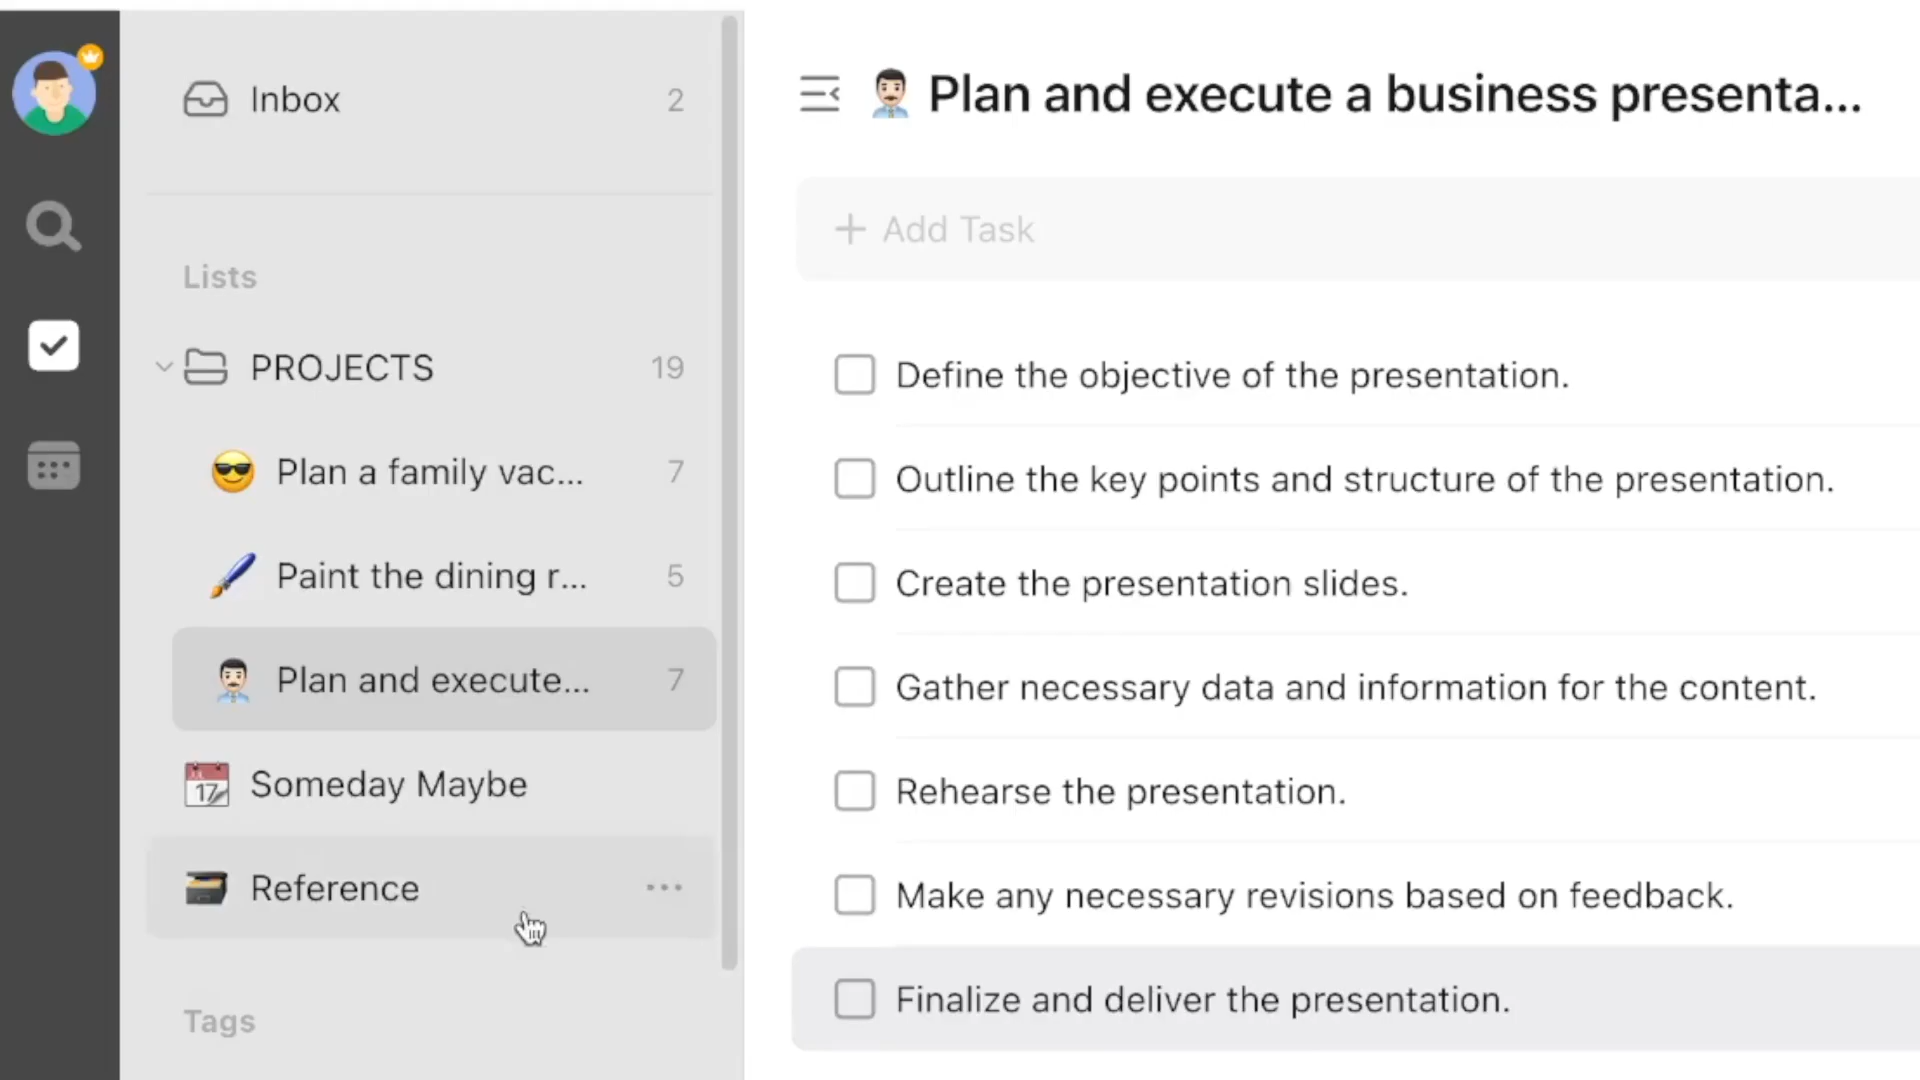 Inbox 2
Lists
PROJECTS 19
Plan a family vac... 7
Paint the dining r... 5
Plan and execute... 7
17
Someday Maybe
Reference
Tags
Plan and execute a business presenta...
Add Task
Define the objective of the presentation.
Outline the key points and structure of the presentation.
Create the presentation slides.
Gather necessary data and information for the content.
Rehearse the presentation.
Make any necessary revisions based on feedback.
Finalize and deliver the presentation.